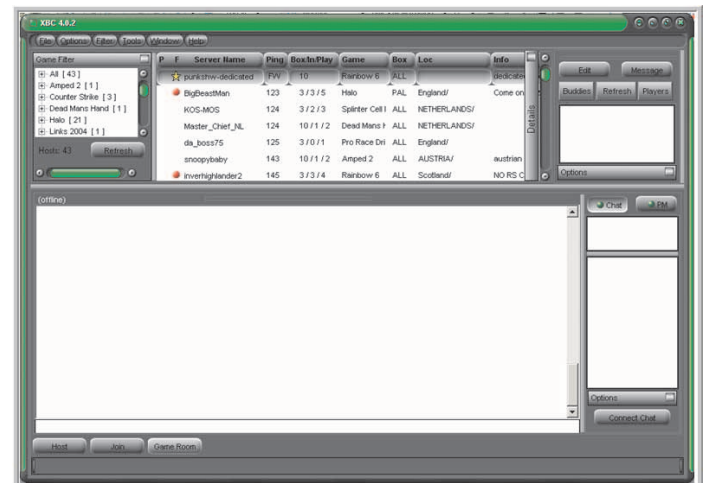 XBC 4.0.2
File Options Filter Tools Window Help
Game Filter
All [ 43 ]
Amped 2 [ 1 ]
Counter Strike [ 3 ]
Dead Mans Hand [ 1 ]
Halo [ 21 ]
Links 2004 [ 1 ]
Hosts: 43 Refresh
P F Server Name Ping Box/In/Play Game Box Loc Info
punkshw-dedicated FW 10 Rainbow 6 ALL dedicate
BigBeastMan 123 3 / 3 / 5 Halo PAL England/ Come on
KOS-MOS 124 3 / 2 / 3 Splinter Cell ALL NETHERLANDS/
Master_Chief_NL 124 10 / 1 / 2 Dead Mans ALL NETHERLANDS/
da_boss75 125 3 / 0 / 1 Pro Race Dri ALL England/
snoopybaby 143 10 / 1 / 2 Amped 2 ALL AUSTRIA/ austrian
inverhighlander2 145 3 / 3 / 4 Rainbow 6 ALL Scotland/ NO RS C
Details
Edit Message
Buddies Refresh Players
Options
(offline)
Chat PM
Options
Connect Chat
Host Join Game Room